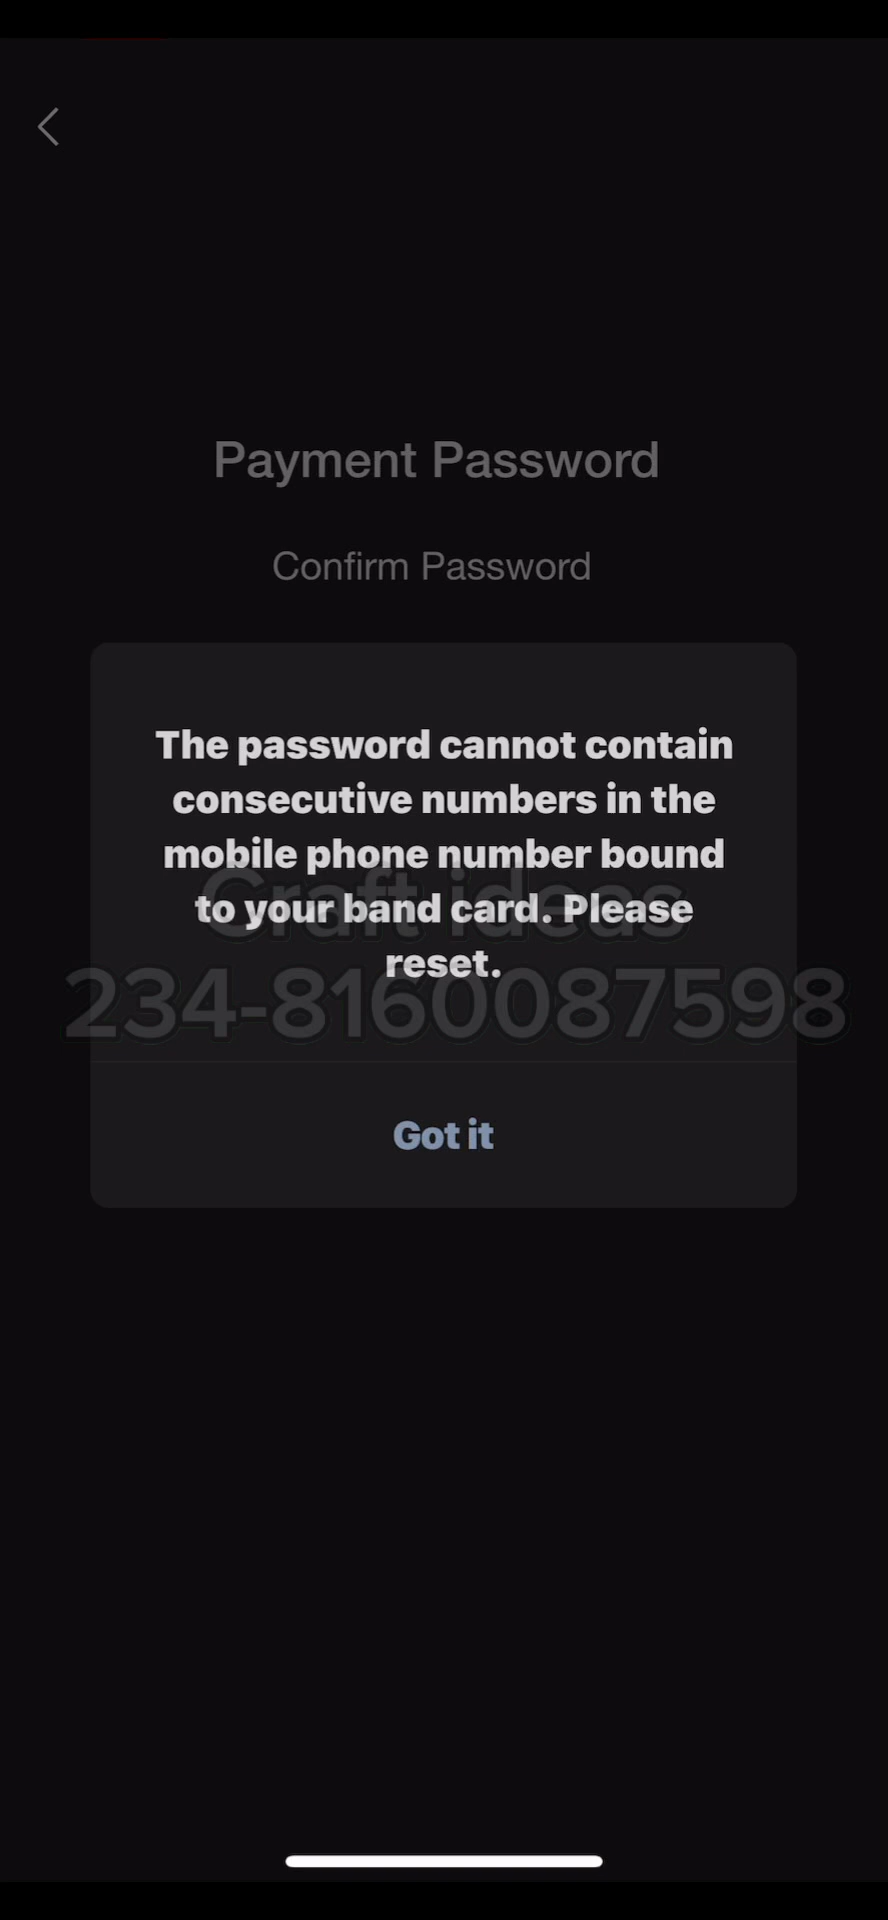 Payment Password
Confirm Password
The password cannot contain
consecutive numbers in the
mobile phone number bound
to your band card. Please
reset.
Craft ideas
234-8160087598
Got it